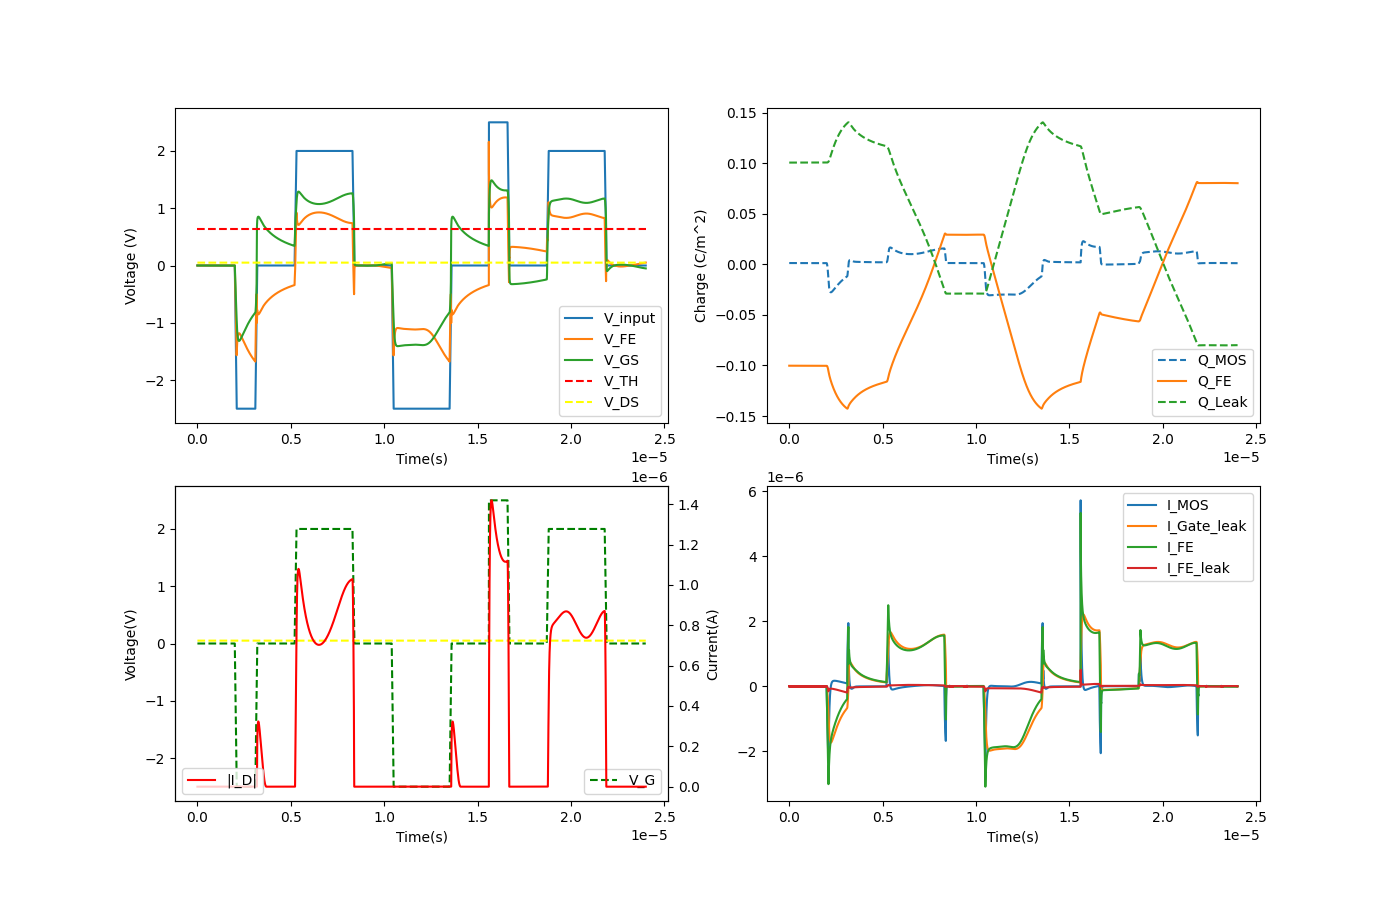 2
1
0
−1
−2
Voltage (V)
V_input
V_FE
V_GS
V_TH
V_DS
0.0 0.5 1.0 1.5 2.0 2.5
Time(s)
1e−5
0.15
0.10
0.05
0.00
−0.05
−0.10
−0.15
Charge (C/m^2)
Q_MOS
Q_FE
Q_Leak
0.0 0.5 1.0 1.5 2.0 2.5
Time(s)
1e−5
1e−6
2
1
0
−1
−2
Voltage(V)
1.4
1.2
1.0
0.8
0.6
0.4
0.2
0.0
Current(A)
|I_D|
V_G
0.0 0.5 1.0 1.5 2.0 2.5
Time(s)
1e−5
1e−6
6
4
2
0
−2
I_MOS
I_Gate_leak
I_FE
I_FE_leak
0.0 0.5 1.0 1.5 2.0 2.5
Time(s)
1e−5